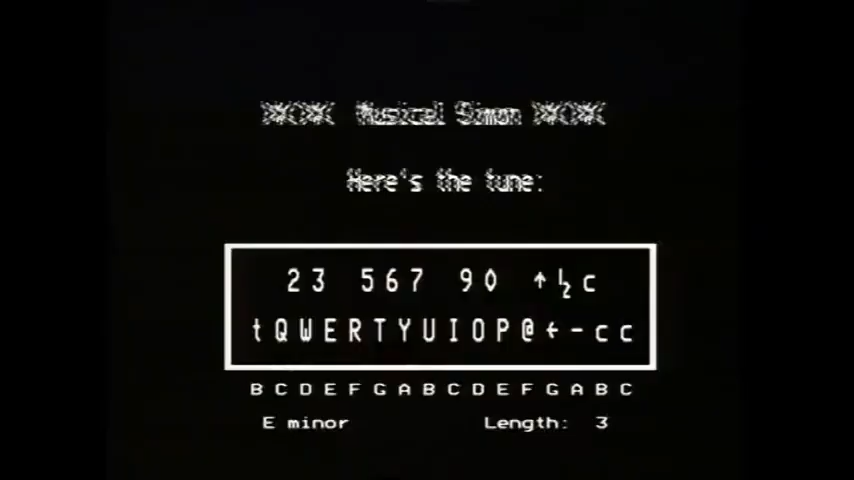 Musical Simon
Here's the tune:
23 567 90 ↑½c
tQWERTYUIOP@←-cc
B C D E F G A B C D E F G A B C
E minor Length: 3